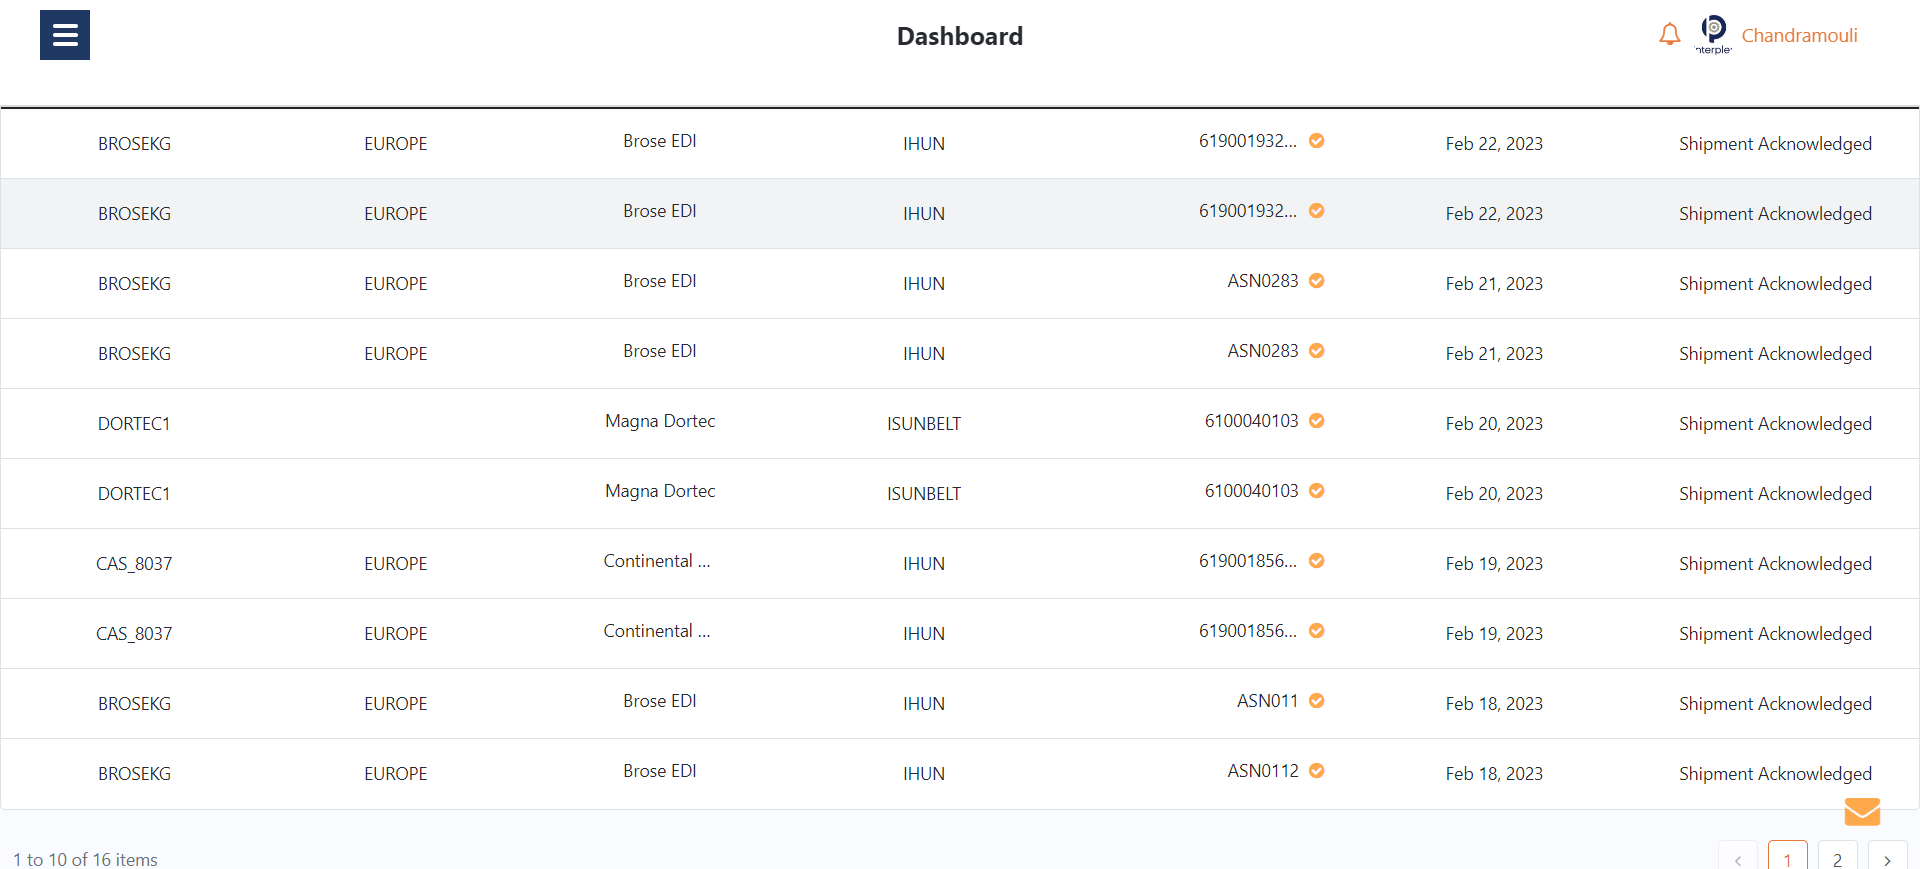 Dashboard
nterple
Chandramouli
BROSEKG EUROPE Brose EDI IHUN 619001932... Feb 22, 2023 Shipment Acknowledged
BROSEKG EUROPE Brose EDI IHUN 619001932... Feb 22, 2023 Shipment Acknowledged
BROSEKG EUROPE Brose EDI IHUN ASN0283 Feb 21, 2023 Shipment Acknowledged
BROSEKG EUROPE Brose EDI IHUN ASN0283 Feb 21, 2023 Shipment Acknowledged
DORTEC1 Magna Dortec ISUNBELT 6100040103 Feb 20, 2023 Shipment Acknowledged
DORTEC1 Magna Dortec ISUNBELT 6100040103 Feb 20, 2023 Shipment Acknowledged
CAS_8037 EUROPE Continental ... IHUN 619001856... Feb 19, 2023 Shipment Acknowledged
CAS_8037 EUROPE Continental ... IHUN 619001856... Feb 19, 2023 Shipment Acknowledged
BROSEKG EUROPE Brose EDI IHUN ASN011 Feb 18, 2023 Shipment Acknowledged
BROSEKG EUROPE Brose EDI IHUN ASN0112 Feb 18, 2023 Shipment Acknowledged
1 to 10 of 16 items
‹ 1 2 ›